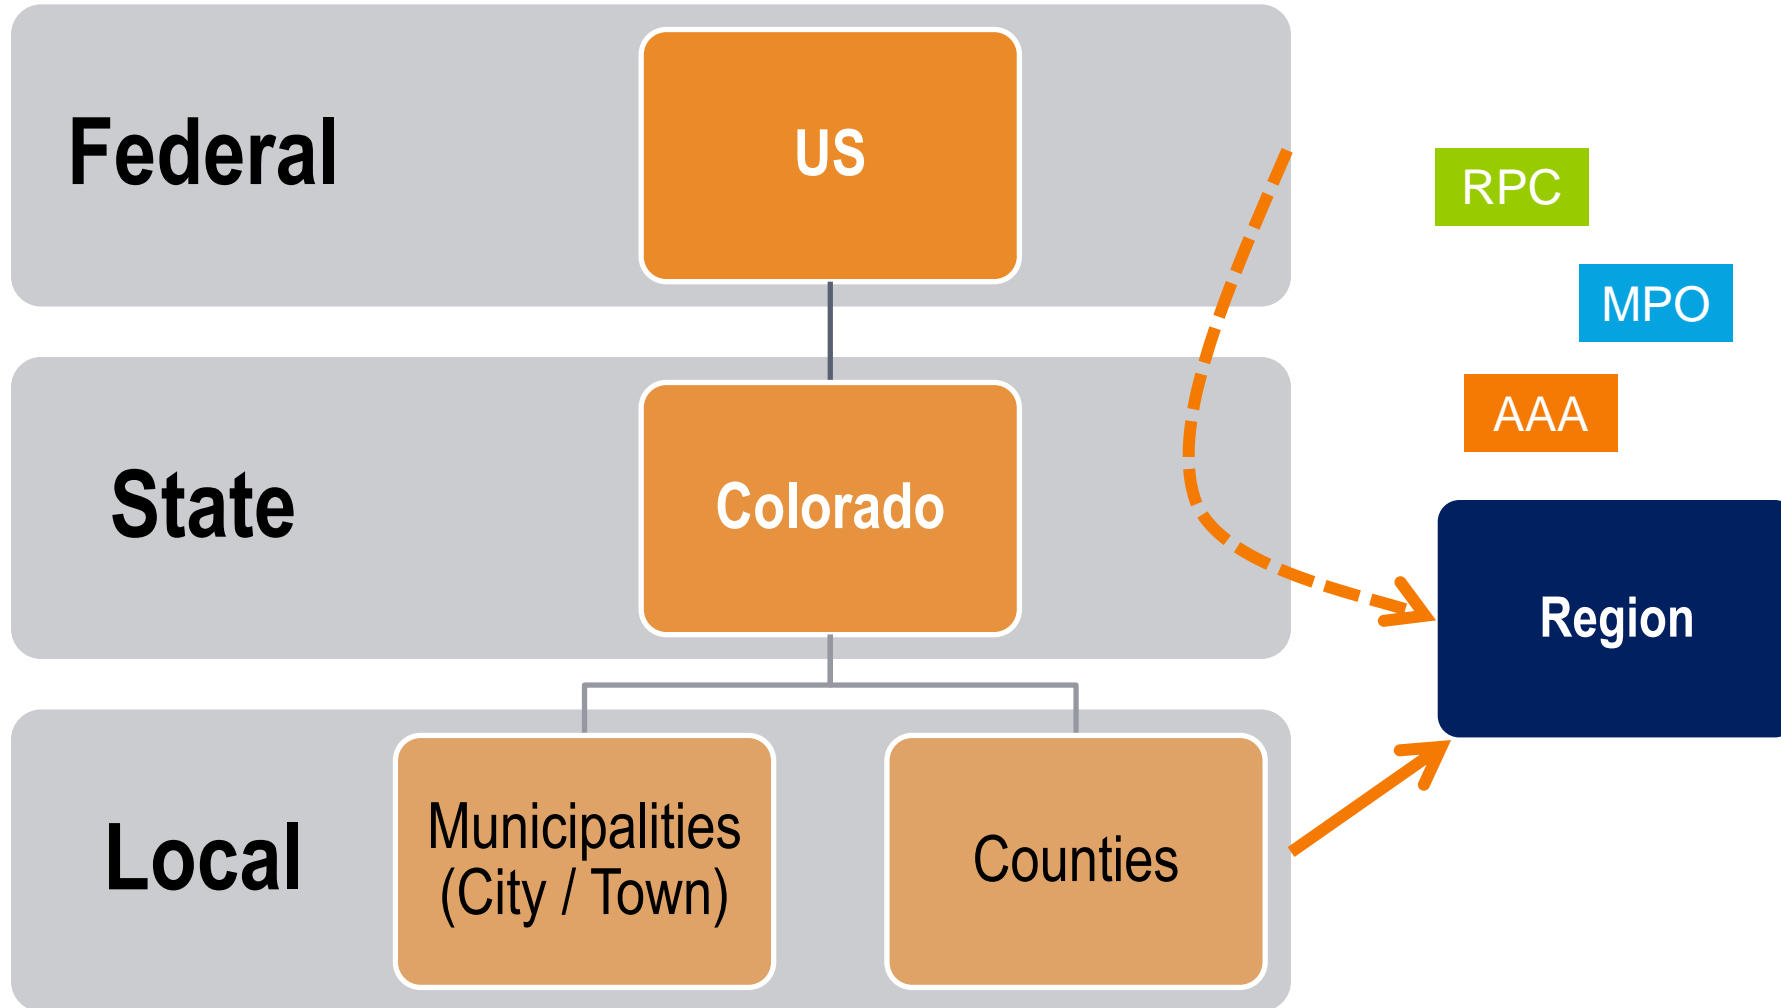 Federal
US
RPC
MPO
AAA
State
Colorado
Region
Local
Municipalities
(City / Town)
Counties